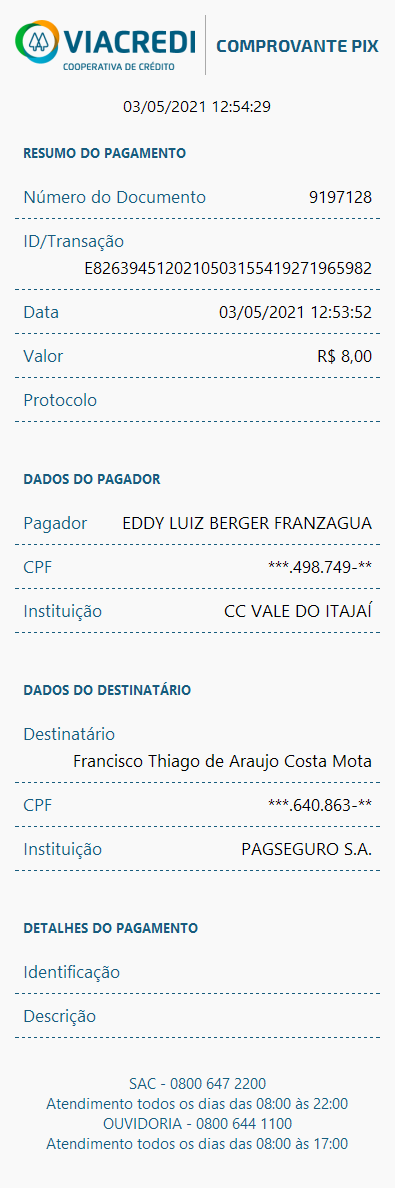 VIACREDI
COOPERATIVA DE CRÉDITO
COMPROVANTE PIX
03/05/2021 12:54:29
RESUMO DO PAGAMENTO
Número do Documento 9197128
ID/Transação
E8263945120210503155419271965982
Data 03/05/2021 12:53:52
Valor R$ 8,00
Protocolo
DADOS DO PAGADOR
Pagador EDDY LUIZ BERGER FRANZAGUA
CPF ***.498.749-**
Instituição CC VALE DO ITAJAÍ
DADOS DO DESTINATÁRIO
Destinatário
Francisco Thiago de Araujo Costa Mota
CPF ***.640.863-**
Instituição PAGSEGURO S.A.
DETALHES DO PAGAMENTO
Identificação
Descrição
SAC - 0800 647 2200
Atendimento todos os dias das 08:00 às 22:00
OUVIDORIA - 0800 644 1100
Atendimento todos os dias das 08:00 às 17:00